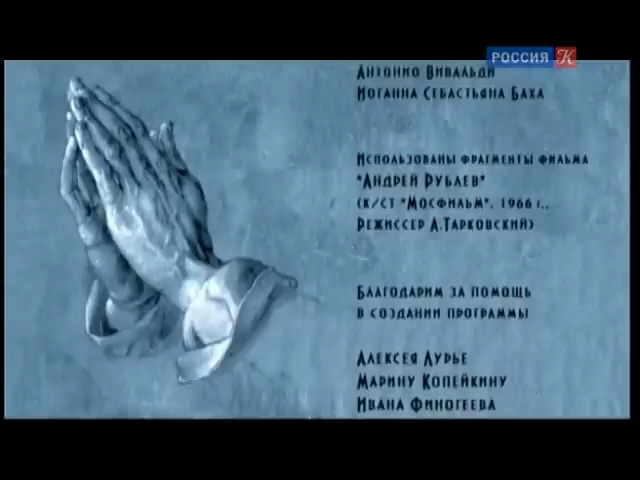 РОССИЯ К
Антонио Вивальди
Иоганна Себастьяна Баха
Использованы фрагменты фильма
"Андрей Рублев"
(к/ст "Мосфильм", 1966 г.,
Режиссер А.Тарковский)
Благодарим за помощь
в создании программы
Алексея Лурье
Марину Копейкину
Ивана Финогеева